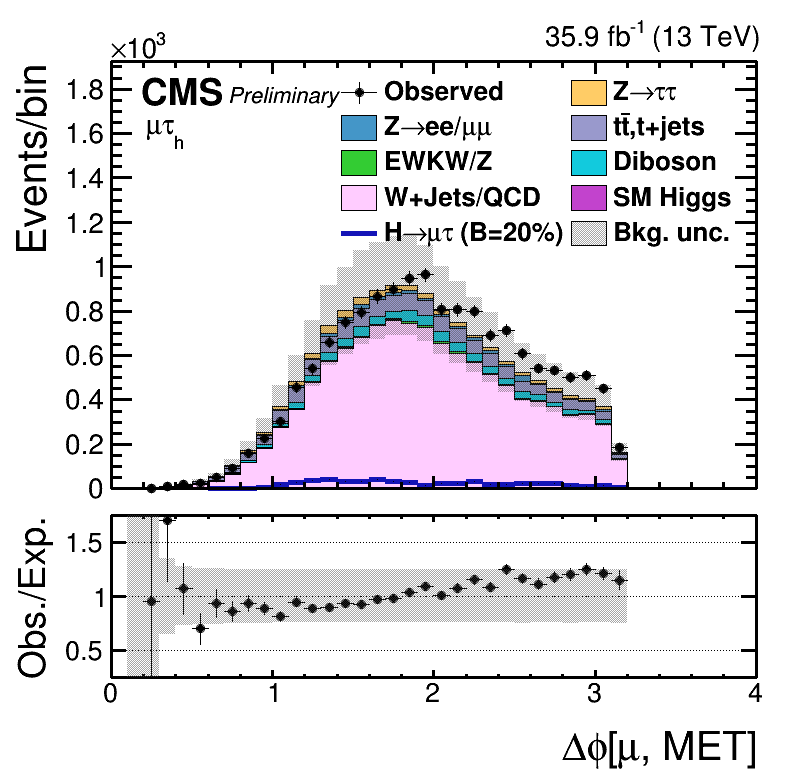 ×10³ 35.9 fb⁻¹ (13 TeV)
Events/bin
1.8
1.6
1.4
1.2
1
0.8
0.6
0.4
0.2
0
CMS Preliminary
μτₕ
Observed Z→ττ
Z→ee/μμ tt̄,t+jets
EWKW/Z Diboson
W+Jets/QCD SM Higgs
H→μτ (B=20%) Bkg. unc.
Obs./Exp.
1.5
1
0.5
0 1 2 3 4
Δϕ[μ, MET]